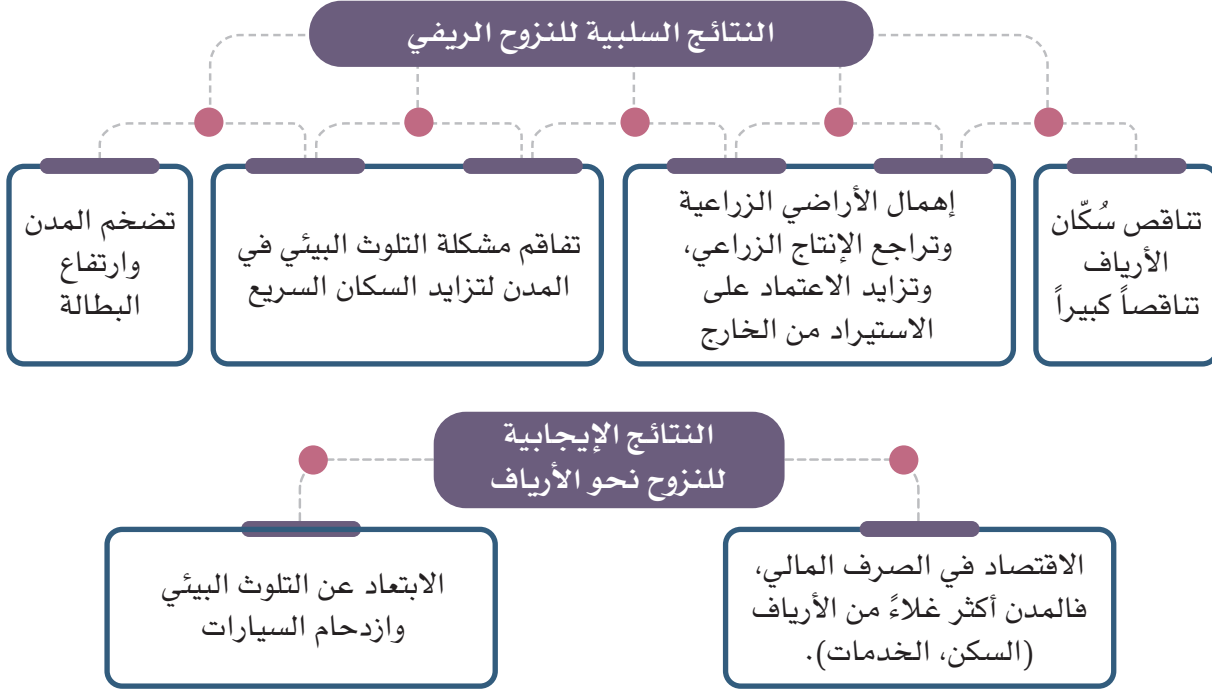 النتائج السلبية للنزوح الريفي
تناقص سُكّان
الأرياف
تناقصاً كبيراً
إهمال الأراضي الزراعية
وتراجع الإنتاج الزراعي،
وتزايد الاعتماد على
الاستيراد من الخارج
تفاقم مشكلة التلوث البيئي في
المدن لتزايد السكان السريع
تضخم المدن
وارتفاع
البطالة
النتائج الإيجابية
للنزوح نحو الأرياف
الاقتصاد في الصرف المالي،
فالمدن أكثر غلاءً من الأرياف
(السكن، الخدمات).
الابتعاد عن التلوث البيئي
وازدحام السيارات